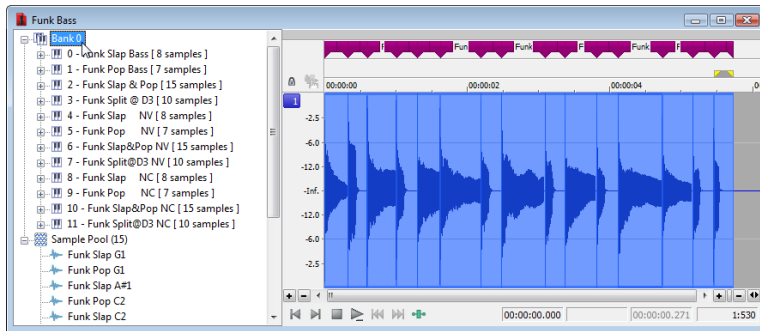 Funk Bass
Bank 0
0 - Funk Slap Bass [ 8 samples ]
1 - Funk Pop Bass [ 7 samples ]
2 - Funk Slap & Pop [ 15 samples ]
3 - Funk Split @ D3 [ 10 samples ]
4 - Funk Slap NV [ 8 samples ]
5 - Funk Pop NV [ 7 samples ]
6 - Funk Slap&Pop NV [ 15 samples ]
7 - Funk Split@D3 NV [ 10 samples ]
8 - Funk Slap NC [ 8 samples ]
9 - Funk Pop NC [ 7 samples ]
10 - Funk Slap&Pop NC [ 15 samples ]
11 - Funk Split@D3 NC [ 10 samples ]
Sample Pool (15)
Funk Slap G1
Funk Pop G1
Funk Slap A#1
Funk Pop C2
Funk Slap C2
F Fun Funk F Funk F
00:00:00 00:00:02 00:00:04 0
1
-2.5
-6.0
-12.0
-Inf.
-12.0
-6.0
-2.5
00:00:00.000 00:00:00.271 1:530